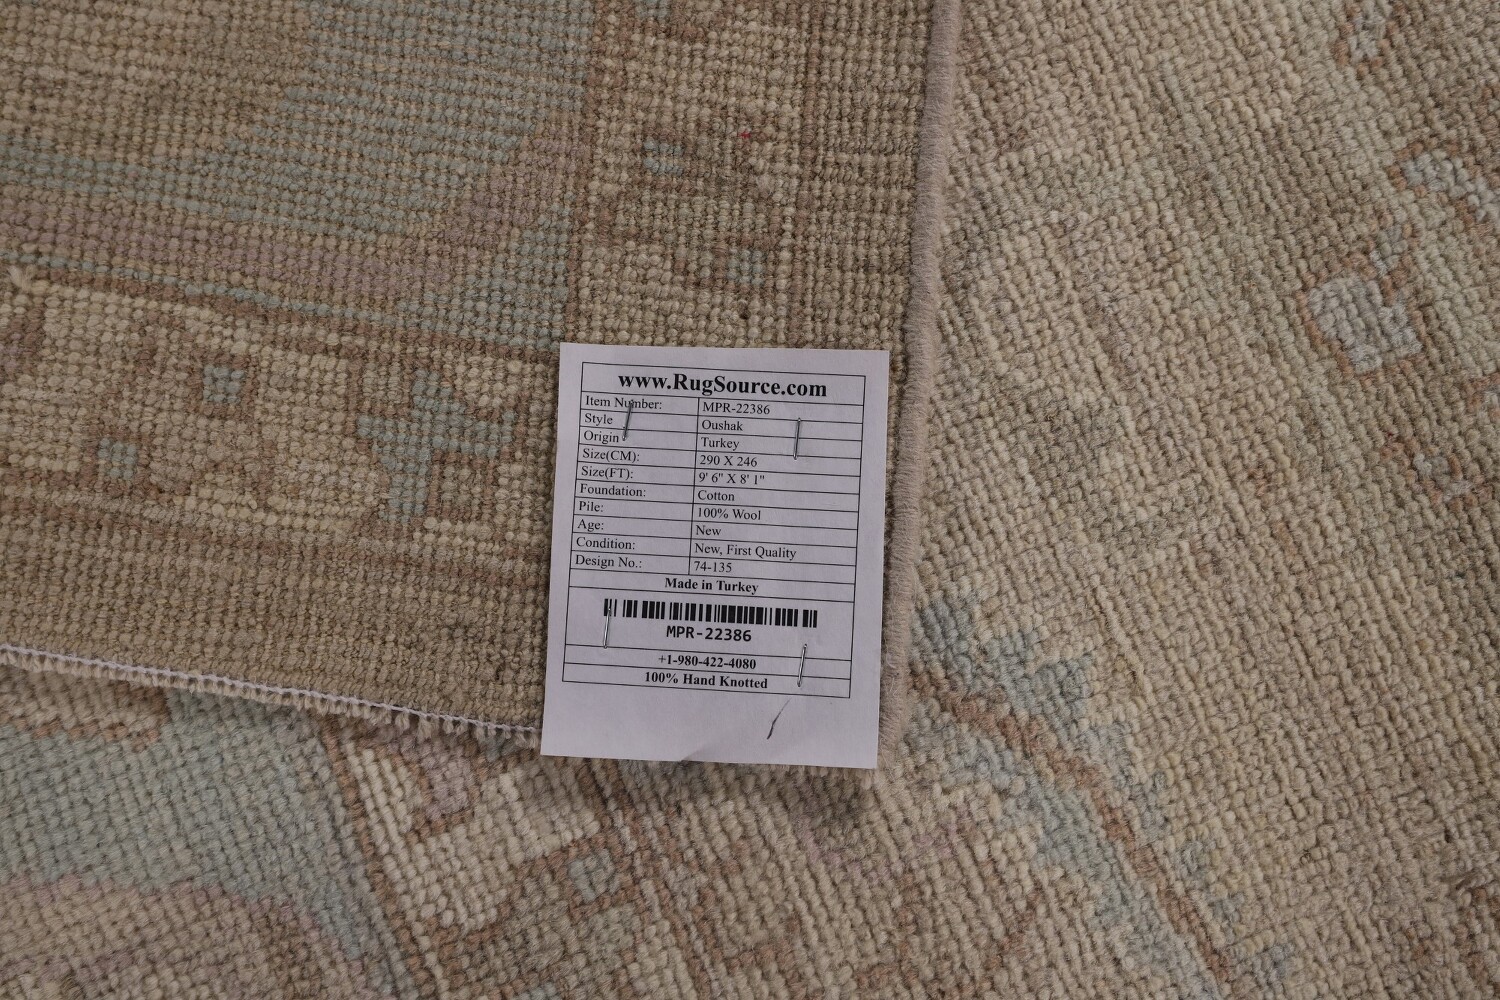 www.RugSource.com
Item Number: MPR-22386
Style Oushak
Origin Turkey
Size(CM): 290 X 246
Size(FT): 9' 6" X 8' 1"
Foundation: Cotton
Pile: 100% Wool
Age: New
Condition: New, First Quality
Design No.: 74-135
Made in Turkey
MPR-22386
+1-980-422-4080
100% Hand Knotted